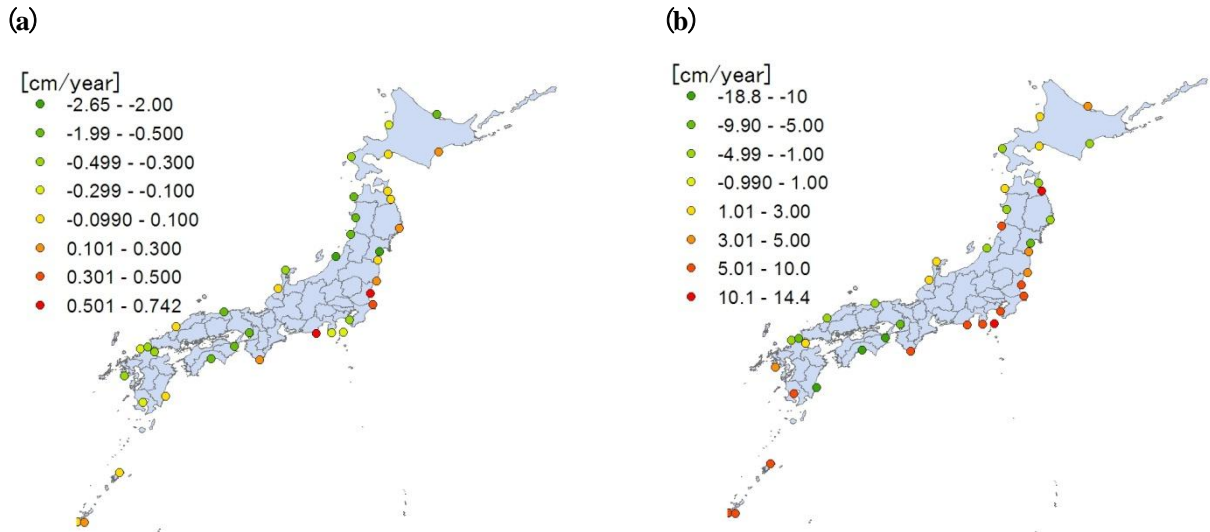 (a)
[cm/year]
-2.65 - -2.00
-1.99 - -0.500
-0.499 - -0.300
-0.299 - -0.100
-0.0990 - 0.100
0.101 - 0.300
0.301 - 0.500
0.501 - 0.742
(b)
[cm/year]
-18.8 - -10
-9.90 - -5.00
-4.99 - -1.00
-0.990 - 1.00
1.01 - 3.00
3.01 - 5.00
5.01 - 10.0
10.1 - 14.4